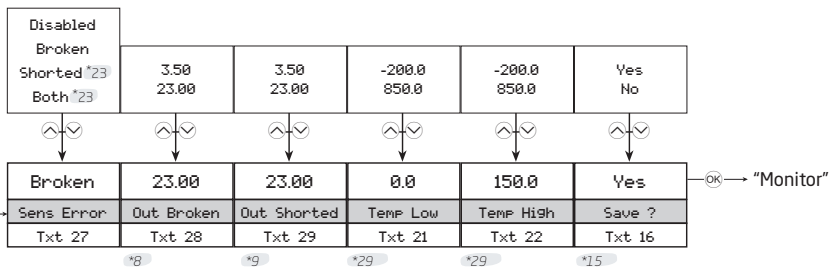 Disabled
Broken
Shorted *23
Both *23
3.50
23.00
3.50
23.00
-200.0
850.0
-200.0
850.0
Yes
No
Broken 23.00 23.00 0.0 150.0 Yes OK "Monitor"
Sens Error Out Broken Out Shorted Temp Low Temp High Save ?
Txt 27 Txt 28 Txt 29 Txt 21 Txt 22 Txt 16
*8 *9 *29 *29 *15